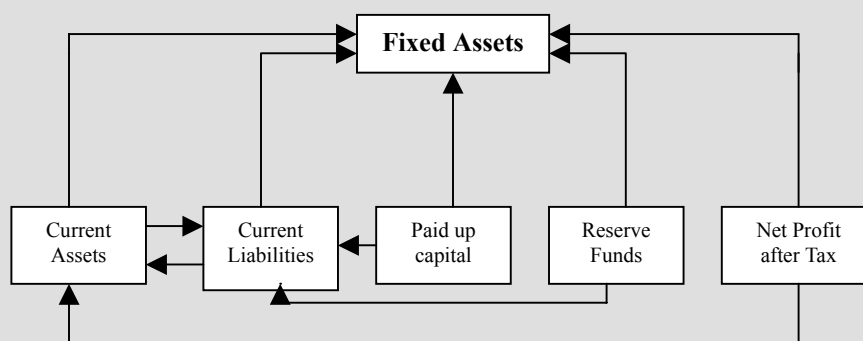 Fixed Assets
Current
Assets
Current
Liabilities
Paid up
capital
Reserve
Funds
Net Profit
after Tax